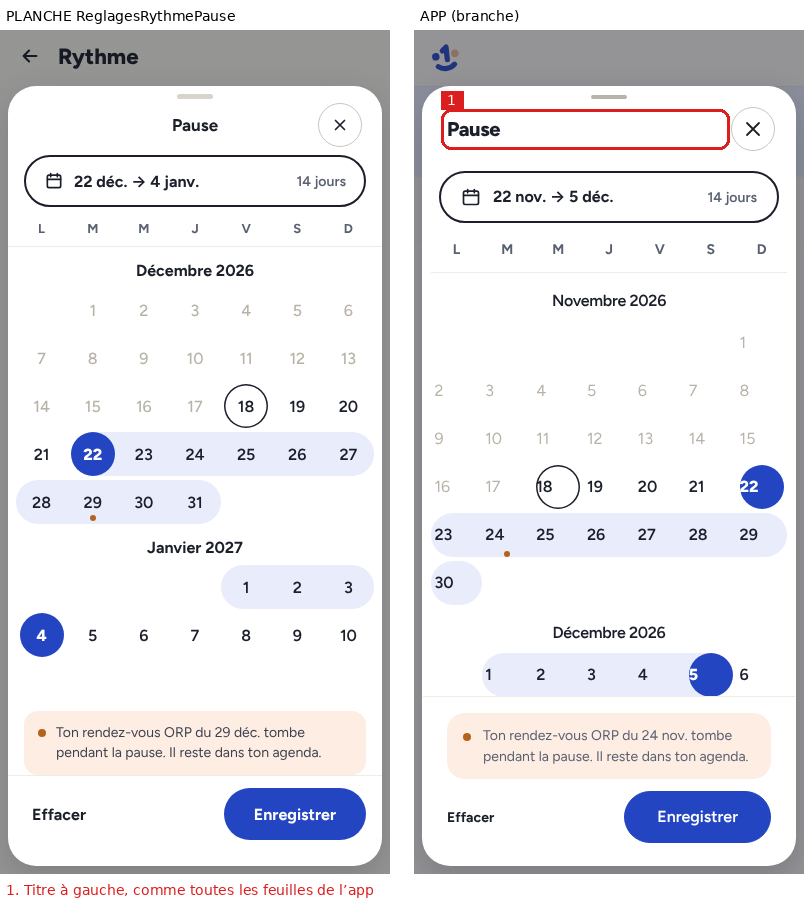 PLANCHE ReglagesRythmePause
Rythme
Pause
22 déc. → 4 janv. 14 jours
L M M J V S D
Décembre 2026
1 2 3 4 5 6
7 8 9 10 11 12 13
14 15 16 17 18 19 20
21 22 23 24 25 26 27
28 29 30 31
Janvier 2027
1 2 3
4 5 6 7 8 9 10
Ton rendez-vous ORP du 29 déc. tombe
pendant la pause. Il reste dans ton agenda.
Effacer Enregistrer
APP (branche)
1
Pause
22 nov. → 5 déc. 14 jours
L M M J V S D
Novembre 2026
1
2 3 4 5 6 7 8
9 10 11 12 13 14 15
16 17 18 19 20 21 22
23 24 25 26 27 28 29
30
Décembre 2026
1 2 3 4 5 6
Ton rendez-vous ORP du 24 nov. tombe
pendant la pause. Il reste dans ton agenda.
Effacer Enregistrer
1. Titre à gauche, comme toutes les feuilles de l’app